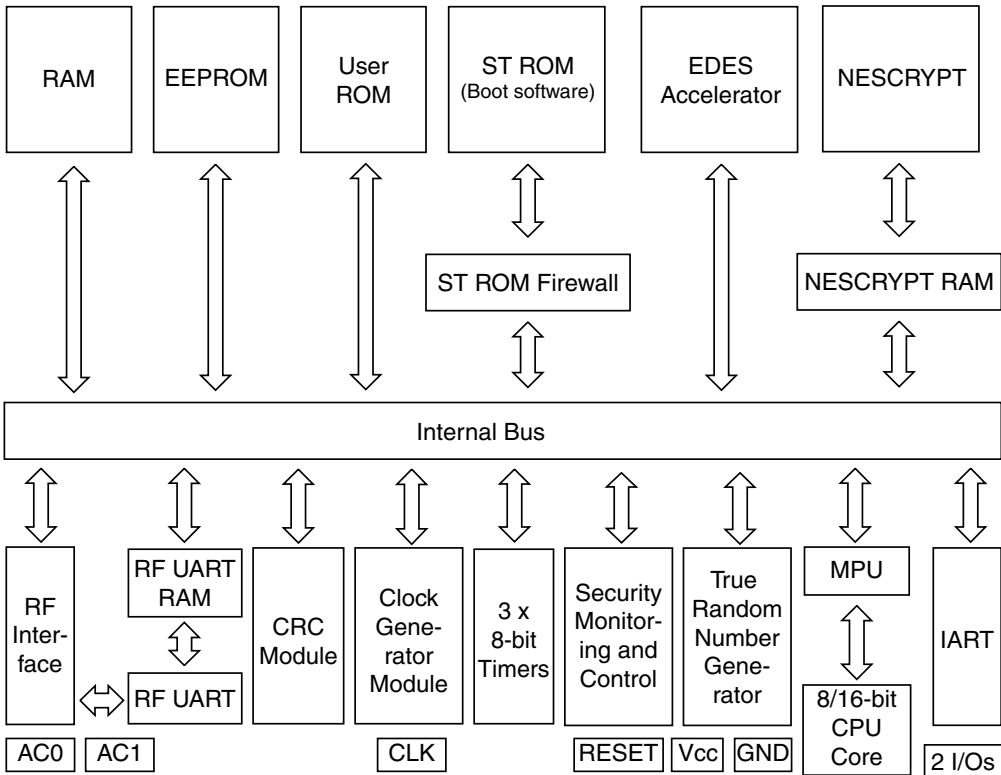 RAM
EEPROM
User
ROM
ST ROM
(Boot software)
EDES
Accelerator
NESCRYPT
ST ROM Firewall
NESCRYPT RAM
Internal Bus
RF
Inter-
face
RF UART
RAM
RF UART
CRC
Module
Clock
Gene-
rator
Module
3 x
8-bit
Timers
Security
Monitor-
ing and
Control
True
Random
Number
Gene-
rator
MPU
8/16-bit
CPU
Core
IART
AC0
AC1
CLK
RESET
Vcc
GND
2 I/Os